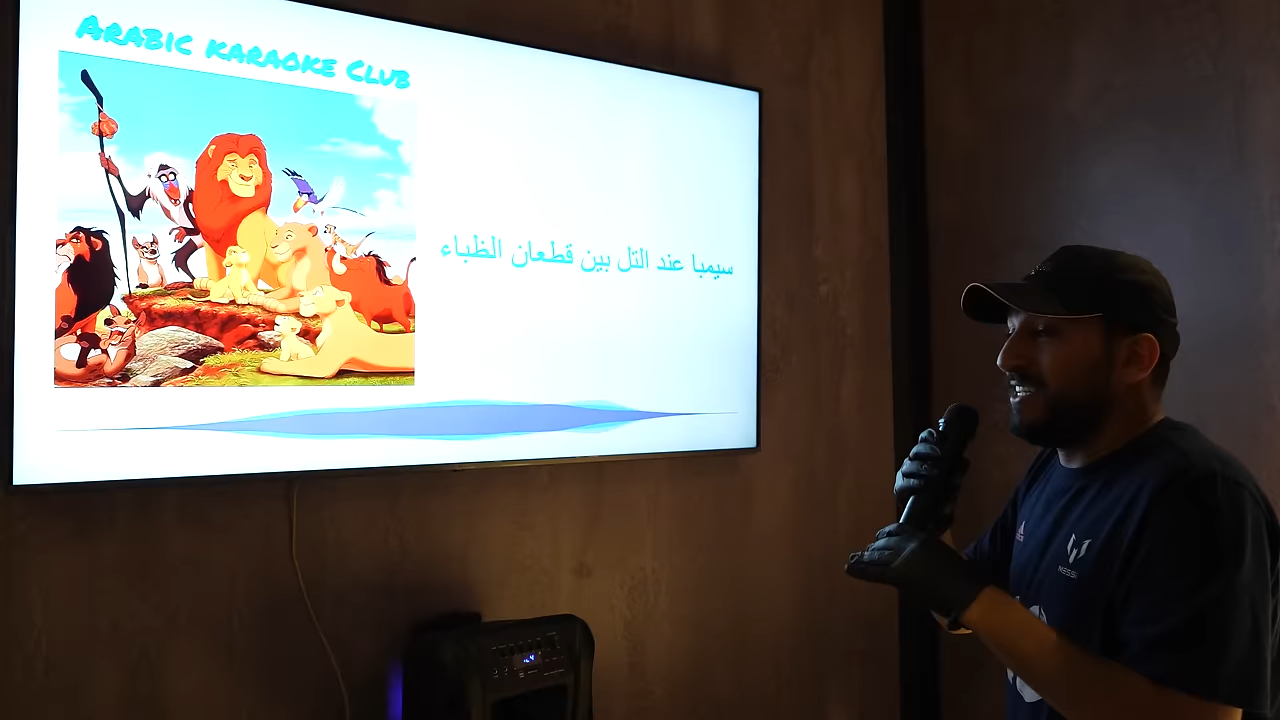 Arabic karaoke Club
سيمبا عند التل بين قطعان الظباء
MESSI